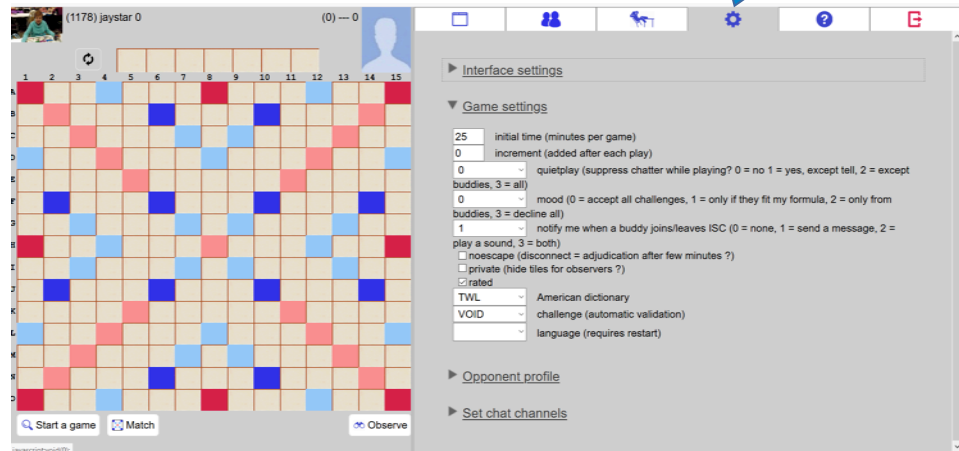 (1178) jaystar 0
(0) --- 0
1 2 3 4 5 6 7 8 9 10 11 12 13 14 15
A
B
C
D
E
F
G
H
I
J
K
L
M
N
O
Start a game
Match
Observe
javascript:void(0);
?
Interface settings
Game settings
25 initial time (minutes per game)
0 increment (added after each play)
0 quietplay (suppress chatter while playing? 0 = no 1 = yes, except tell, 2 = except
buddies, 3 = all)
0 mood (0 = accept all challenges, 1 = only if they fit my formula, 2 = only from
buddies, 3 = decline all)
1 notify me when a buddy joins/leaves ISC (0 = none, 1 = send a message, 2 =
play a sound, 3 = both)
noescape (disconnect = adjudication after few minutes ?)
private (hide tiles for observers ?)
rated
TWL American dictionary
VOID challenge (automatic validation)
language (requires restart)
Opponent profile
Set chat channels